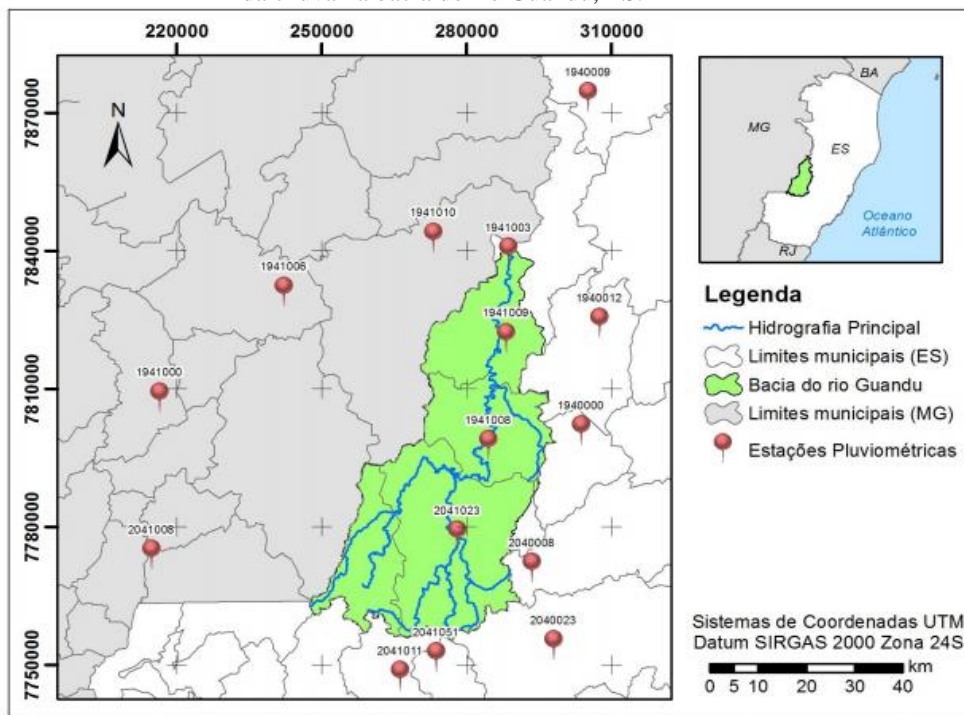 220000 250000 280000 310000
7870000
7840000
7810000
7780000
7750000
N
1940009
1941010
1941003
1941006
1940012
1941009
1941000
1940000
1941008
2041023
2041008
2040008
2040023
2041051
2041011
BA
MG
ES
Oceano
Atlântico
RJ
Legenda
Hidrografia Principal
Limites municipais (ES)
Bacia do rio Guandu
Limites municipais (MG)
Estações Pluviométricas
Sistemas de Coordenadas UTM
Datum SIRGAS 2000 Zona 24S
km
0 5 10 20 30 40